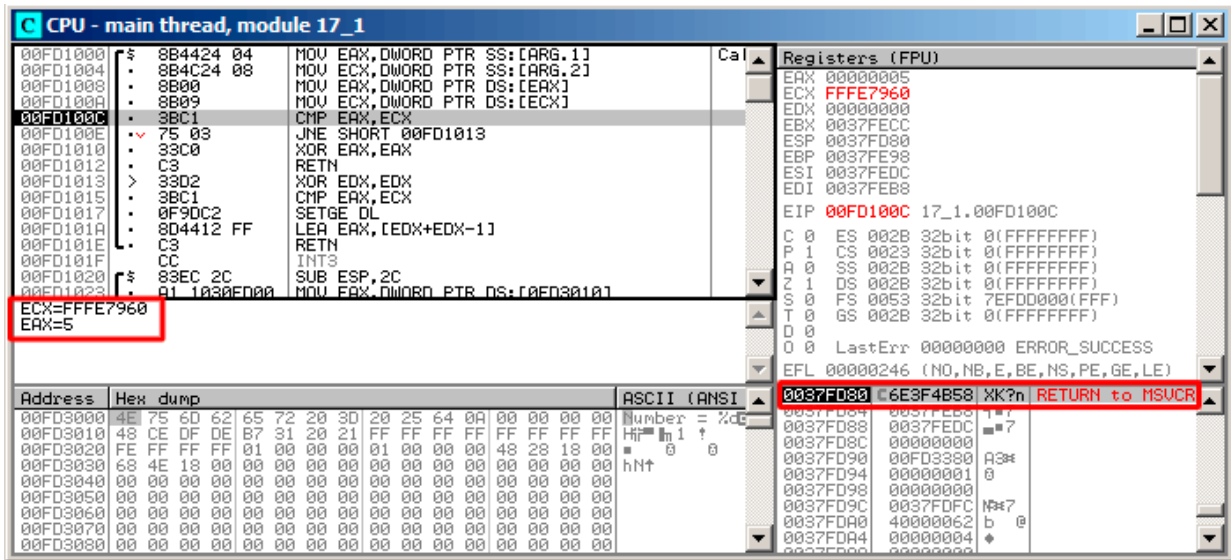 C CPU - main thread, module 17_1
00FD1000 $ 8B4424 04 MOV EAX,DWORD PTR SS:[ARG.1] Cal
00FD1004 . 8B4C24 08 MOV ECX,DWORD PTR SS:[ARG.2]
00FD1008 . 8B00 MOV EAX,DWORD PTR DS:[EAX]
00FD100A . 8B09 MOV ECX,DWORD PTR DS:[ECX]
00FD100C . 3BC1 CMP EAX,ECX
00FD100E . 75 03 JNE SHORT 00FD1013
00FD1010 . 33C0 XOR EAX,EAX
00FD1012 . C3 RETN
00FD1013 > 33D2 XOR EDX,EDX
00FD1015 . 3BC1 CMP EAX,ECX
00FD1017 . 0F9DC2 SETGE DL
00FD101A . 8D4412 FF LEA EAX,[EDX+EDX-1]
00FD101E . C3 RETN
00FD101F CC INT3
00FD1020 $ 83EC 2C SUB ESP,2C
00FD1023 . A1 1030FD00 MOV EAX,DWORD PTR DS:[0FD3010]
ECX=FFFE7960
EAX=5
Registers (FPU)
EAX 00000005
ECX FFFE7960
EDX 00000000
EBX 0037FECC
ESP 0037FD80
EBP 0037FE98
ESI 0037FEDC
EDI 0037FEB8
EIP 00FD100C 17_1.00FD100C
C 0 ES 002B 32bit 0(FFFFFFFF)
P 1 CS 0023 32bit 0(FFFFFFFF)
A 0 SS 002B 32bit 0(FFFFFFFF)
Z 1 DS 002B 32bit 0(FFFFFFFF)
S 0 FS 0053 32bit 7EFDD000(FFF)
T 0 GS 002B 32bit 0(FFFFFFFF)
D 0
O 0 LastErr 00000000 ERROR_SUCCESS
EFL 00000246 (NO,NB,E,BE,NS,PE,GE,LE)
Address Hex dump ASCII (ANSI
00FD3000 4E 75 6D 62 65 72 20 3D 20 25 64 0A 00 00 00 00 Number = %d
00FD3010 48 CE DF DE B7 31 20 21 FF FF FF FF FF FF FF FF
00FD3020 FE FF FF FF 01 00 00 00 01 00 00 00 48 28 18 00
00FD3030 68 4E 18 00 00 00 00 00 00 00 00 00 00 00 00 00 hN↑
00FD3040 00 00 00 00 00 00 00 00 00 00 00 00 00 00 00 00
00FD3050 00 00 00 00 00 00 00 00 00 00 00 00 00 00 00 00
00FD3060 00 00 00 00 00 00 00 00 00 00 00 00 00 00 00 00
00FD3070 00 00 00 00 00 00 00 00 00 00 00 00 00 00 00 00
00FD3080 00 00 00 00 00 00 00 00 00 00 00 00 00 00 00 00
0037FD80 C6E3F4B58 XK?n RETURN to MSVCR
0037FD84 0037FEB8
0037FD88 0037FEDC
0037FD8C 00000000
0037FD90 00FD3380
0037FD94 00000001
0037FD98 00000000
0037FD9C 0037FDFC
0037FDA0 40000062 b @
0037FDA4 00000004 ♦